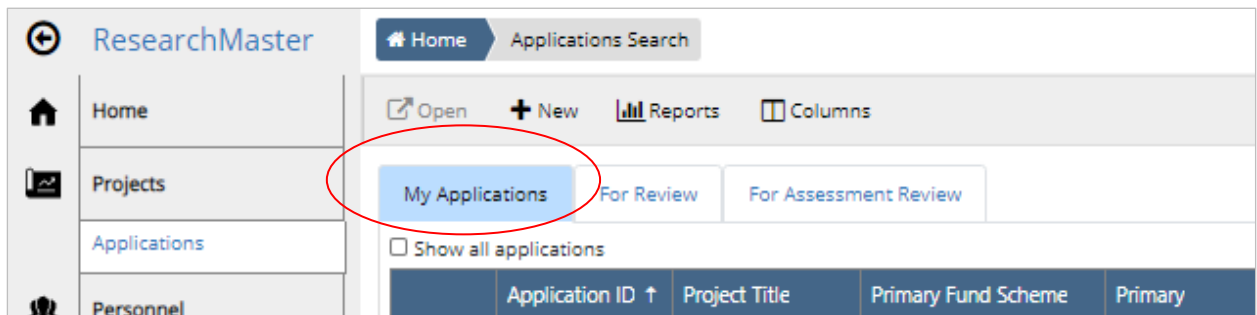 ResearchMaster
Home
Projects
Applications
Personnel
Home Applications Search
Open New Reports Columns
My Applications For Review For Assessment Review
Show all applications
Application ID ↑ Project Title Primary Fund Scheme Primary